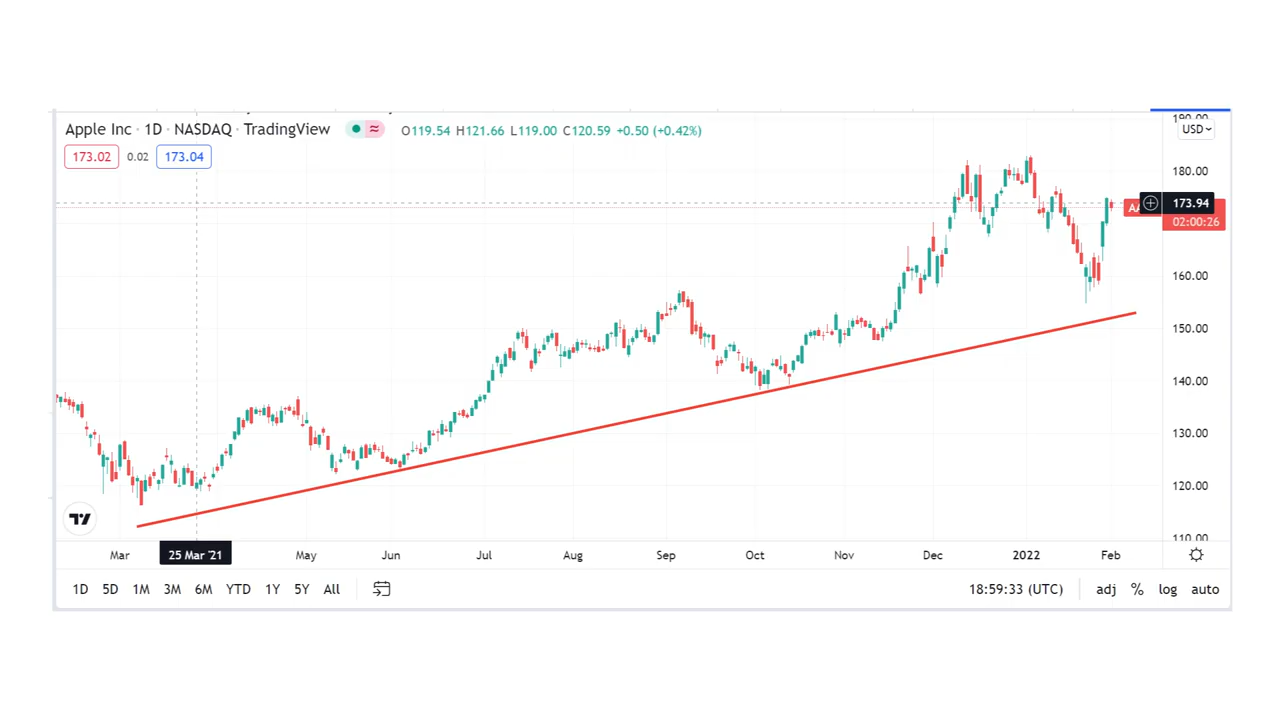 Apple Inc · 1D · NASDAQ · TradingView O119.54 H121.66 L119.00 C120.59 +0.50 (+0.42%)
173.02 0.02 173.04
190.00
USD
180.00
173.94
02:00:26
160.00
150.00
140.00
130.00
120.00
110.00
Mar 25 Mar '21 May Jun Jul Aug Sep Oct Nov Dec 2022 Feb
1D 5D 1M 3M 6M YTD 1Y 5Y All 18:59:33 (UTC) adj % log auto